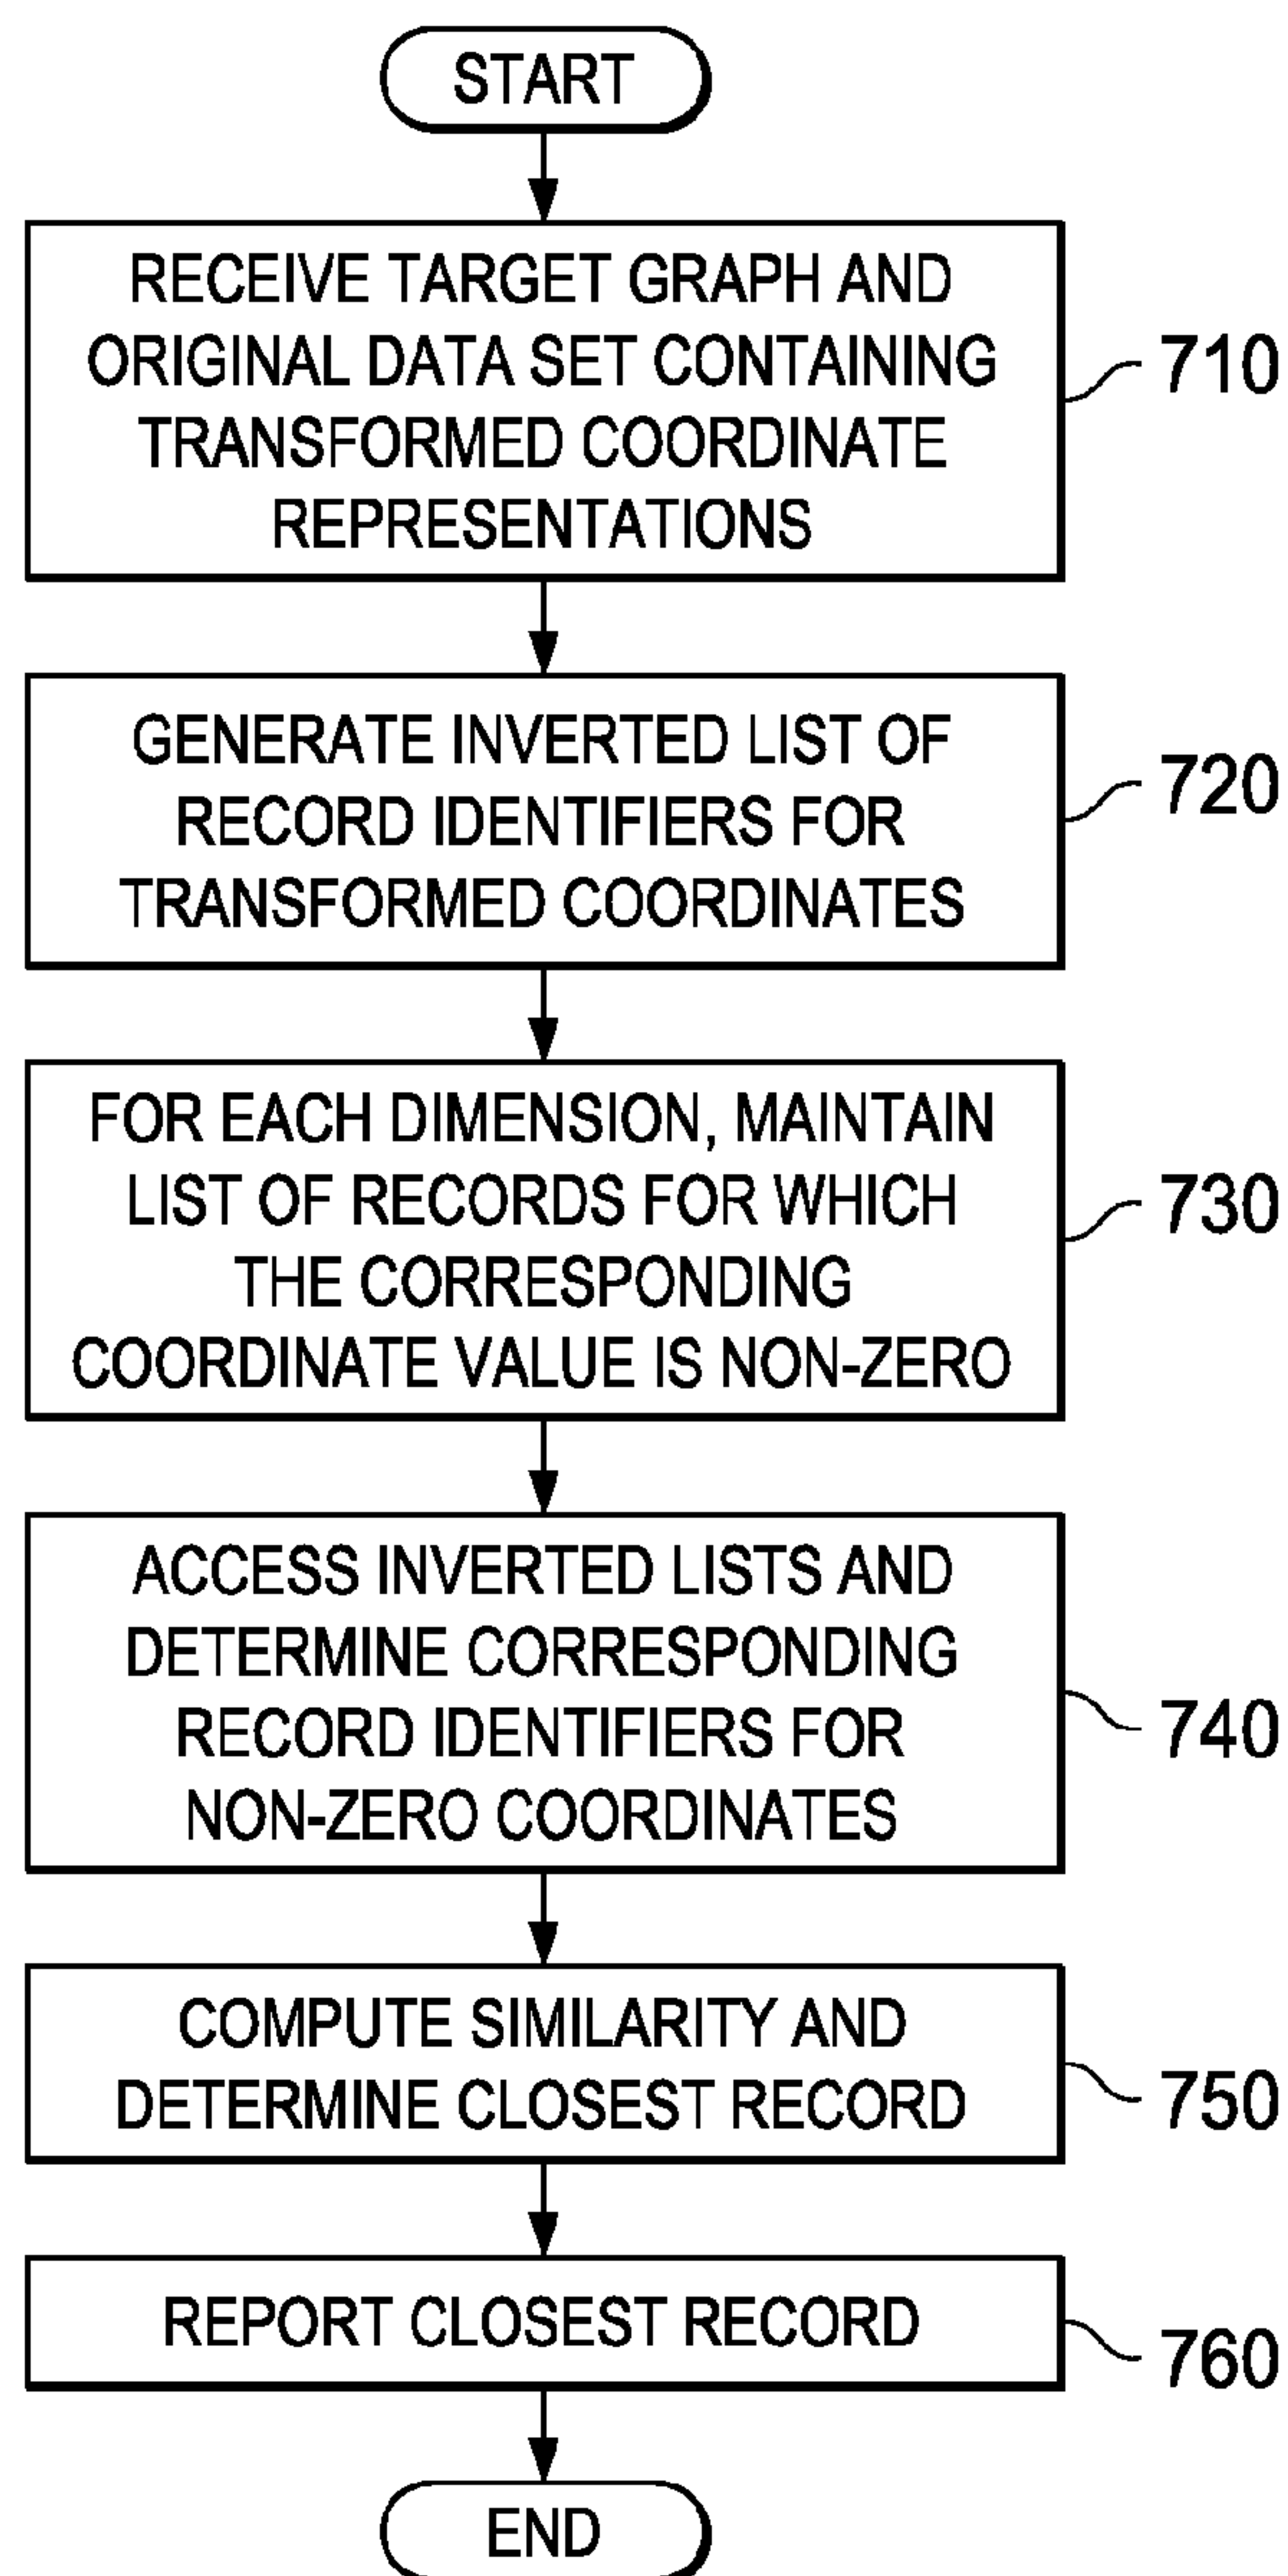 START
RECEIVE TARGET GRAPH AND
ORIGINAL DATA SET CONTAINING
TRANSFORMED COORDINATE
REPRESENTATIONS
710
GENERATE INVERTED LIST OF
RECORD IDENTIFIERS FOR
TRANSFORMED COORDINATES
720
FOR EACH DIMENSION, MAINTAIN
LIST OF RECORDS FOR WHICH
THE CORRESPONDING
COORDINATE VALUE IS NON-ZERO
730
ACCESS INVERTED LISTS AND
DETERMINE CORRESPONDING
RECORD IDENTIFIERS FOR
NON-ZERO COORDINATES
740
COMPUTE SIMILARITY AND
DETERMINE CLOSEST RECORD
750
REPORT CLOSEST RECORD
760
END